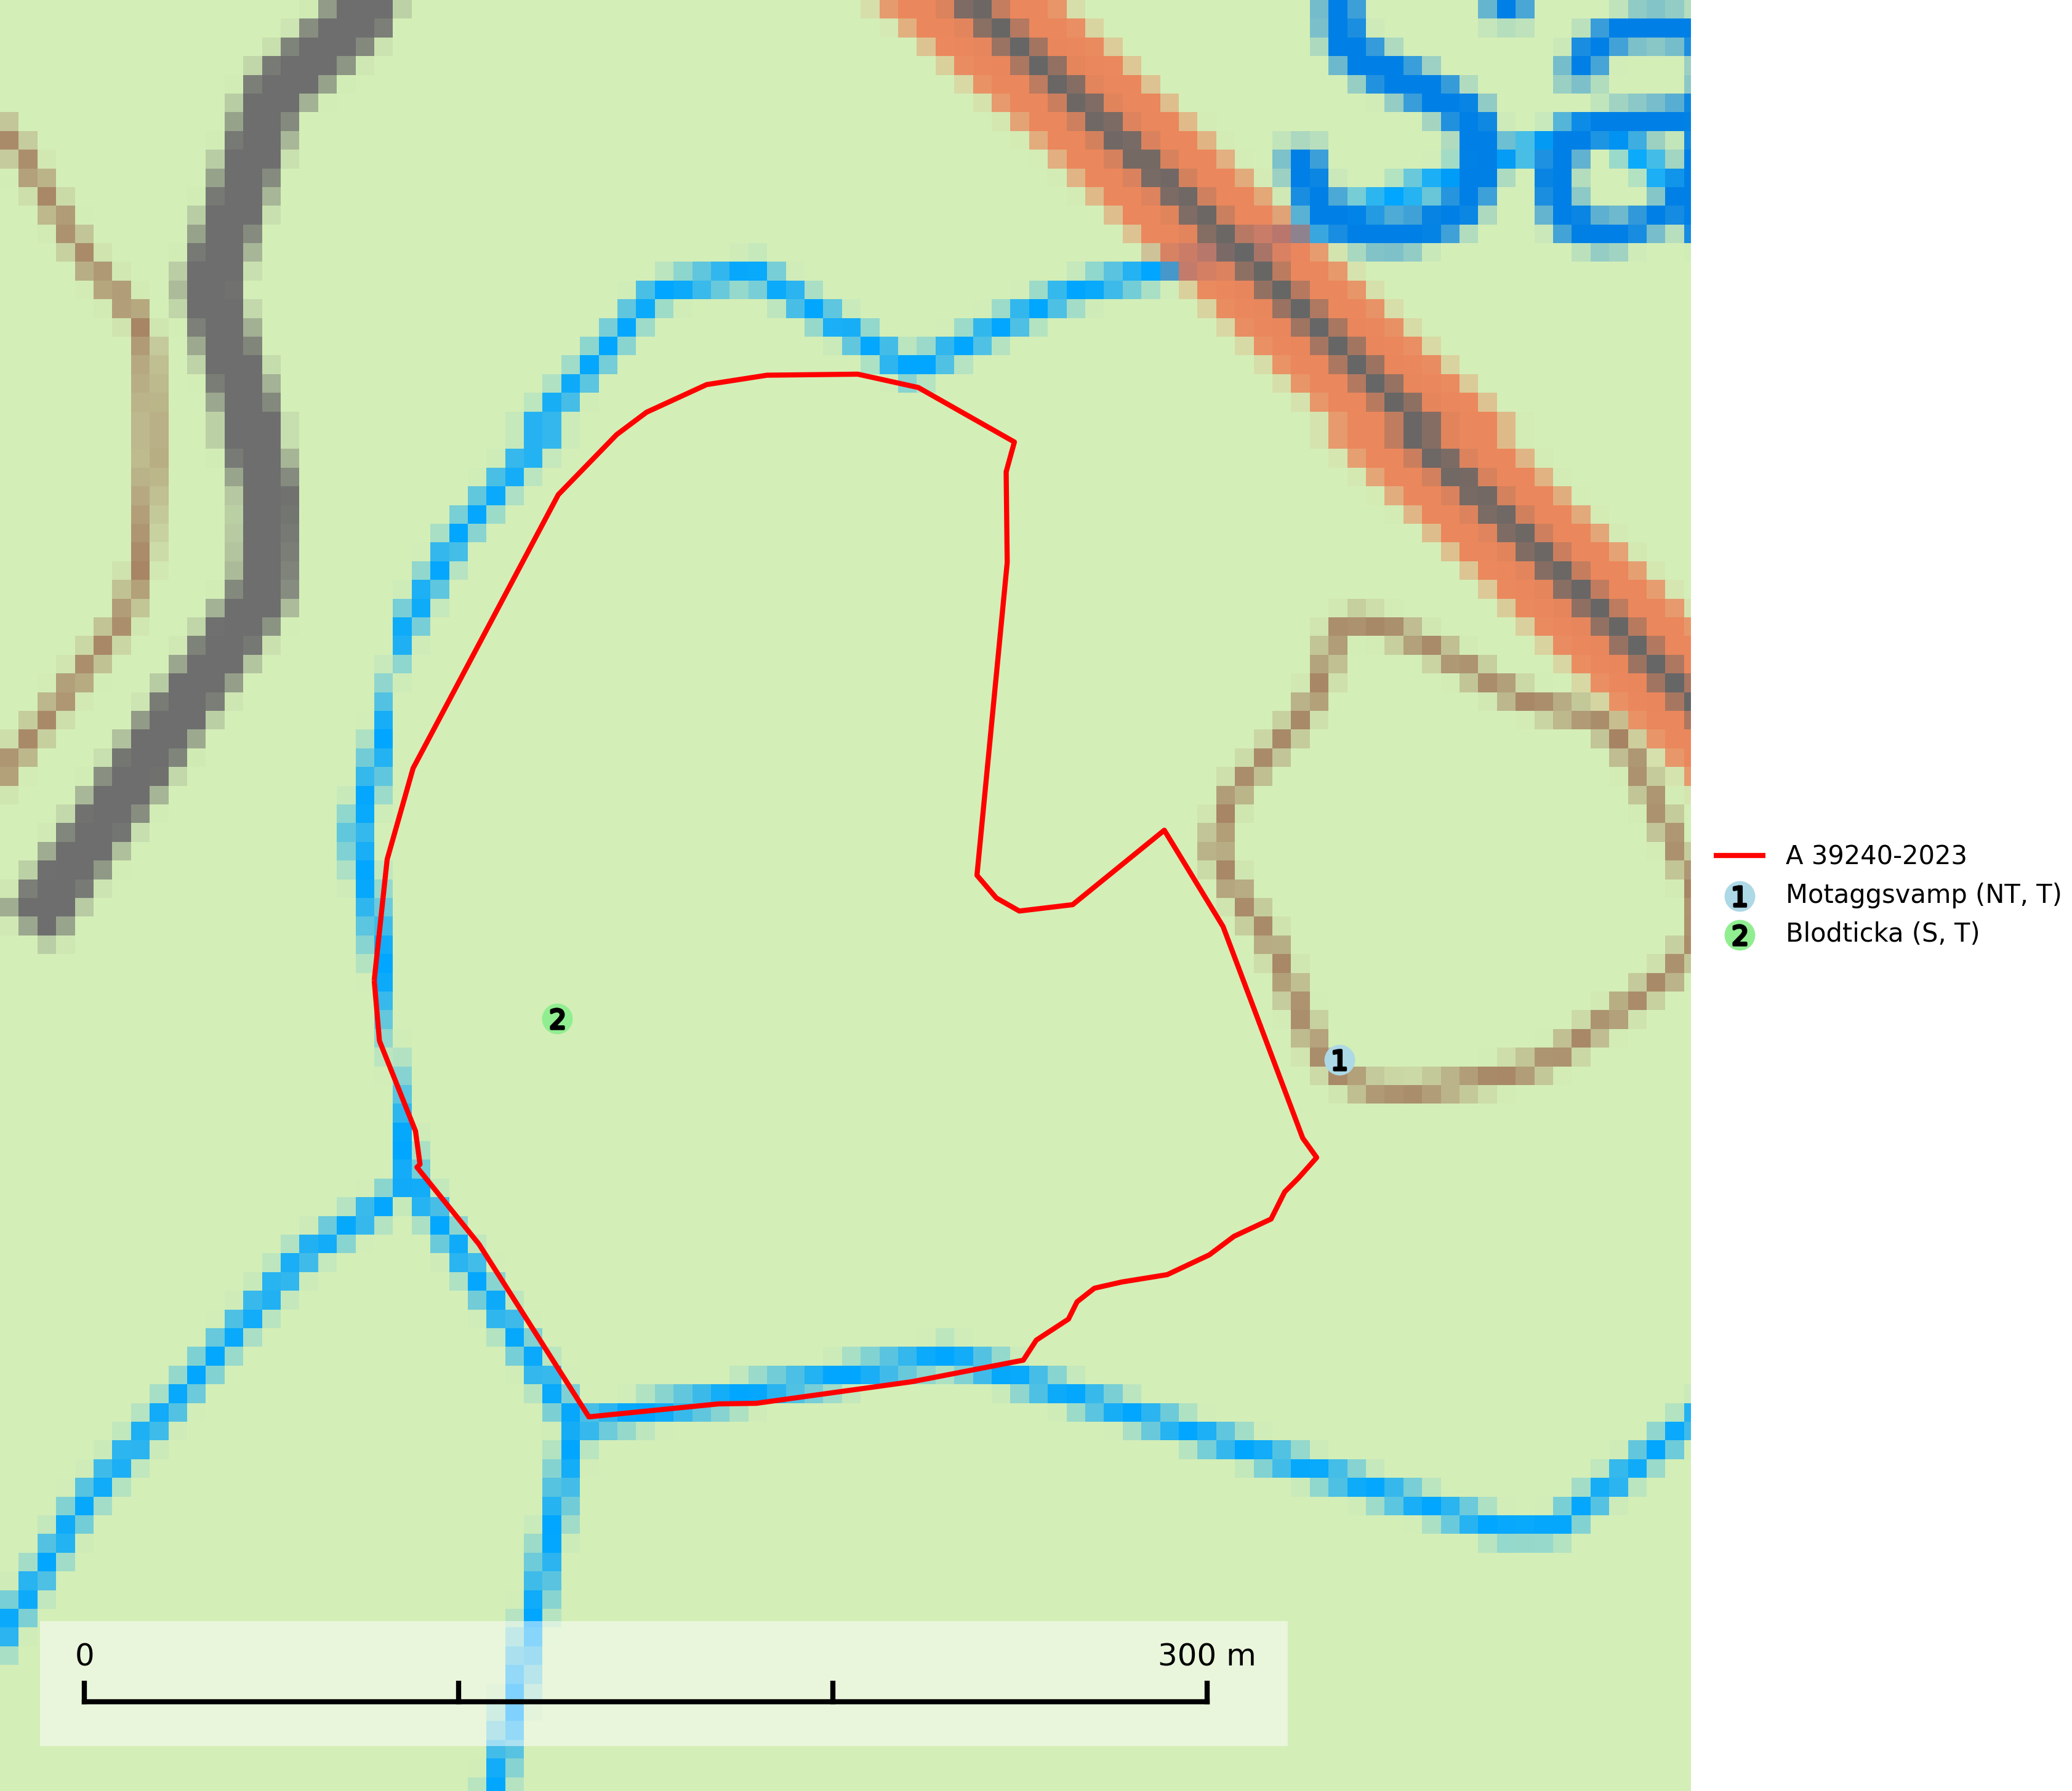 A 39240-2023
1 Motaggsvamp (NT, T)
2 Blodticka (S, T)
2
1
0 300 m